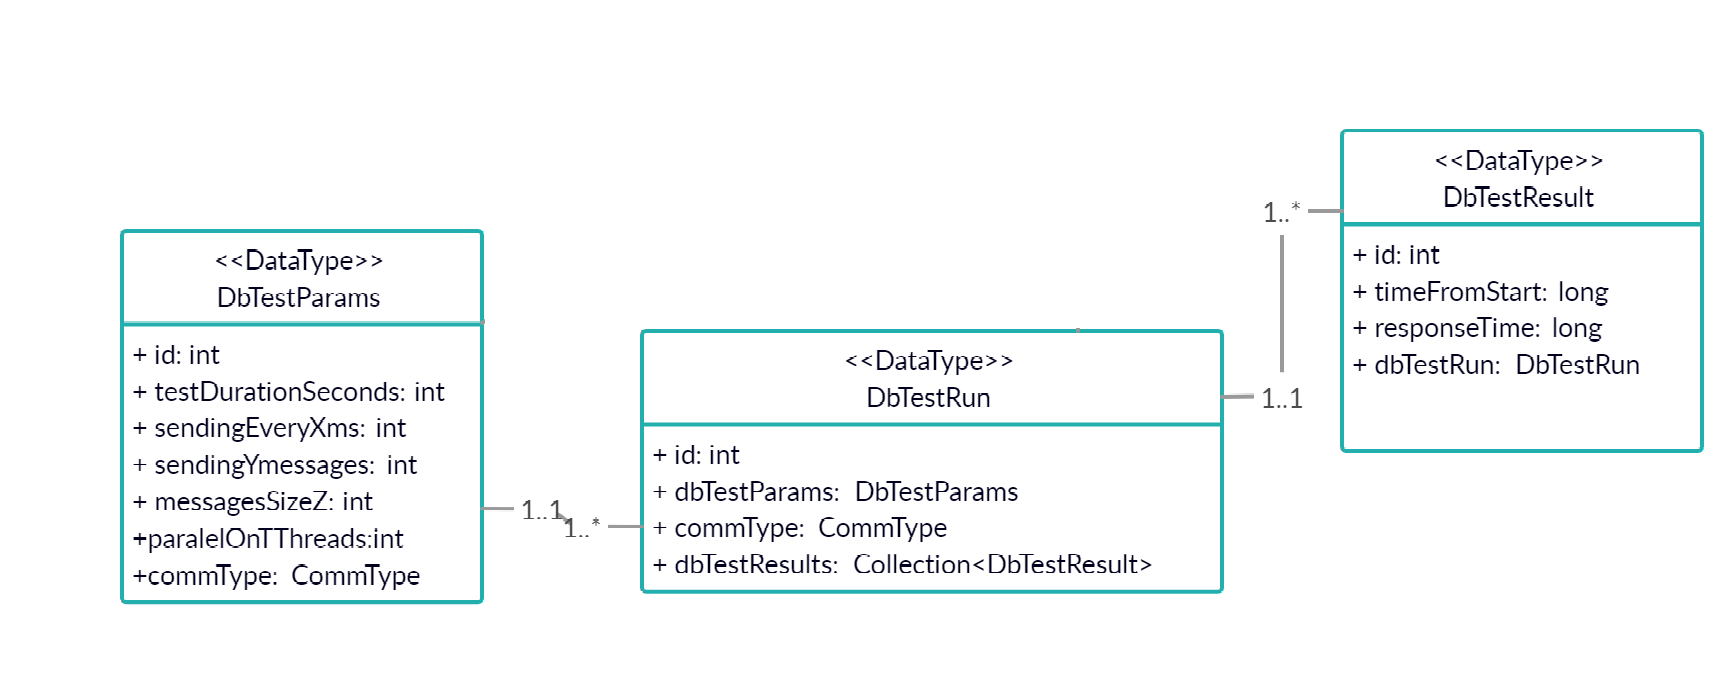 <<DataType>>
DbTestParams
+ id: int
+ testDurationSeconds: int
+ sendingEveryXms: int
+ sendingYmessages: int
+ messagesSizeZ: int
+paralelOnTThreads:int
+commType: CommType
1..1
1..*
<<DataType>>
DbTestRun
+ id: int
+ dbTestParams: DbTestParams
+ commType: CommType
+ dbTestResults: Collection<DbTestResult>
1..1
1..*
<<DataType>>
DbTestResult
+ id: int
+ timeFromStart: long
+ responseTime: long
+ dbTestRun: DbTestRun